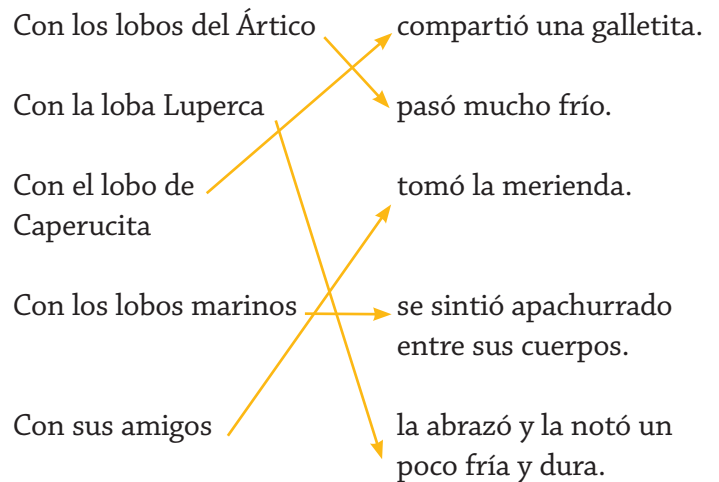 Con los lobos del Ártico
compartió una galletita.
Con la loba Luperca
pasó mucho frío.
Con el lobo de
Caperucita
tomó la merienda.
Con los lobos marinos
se sintió apachurrado
entre sus cuerpos.
Con sus amigos
la abrazó y la notó un
poco fría y dura.